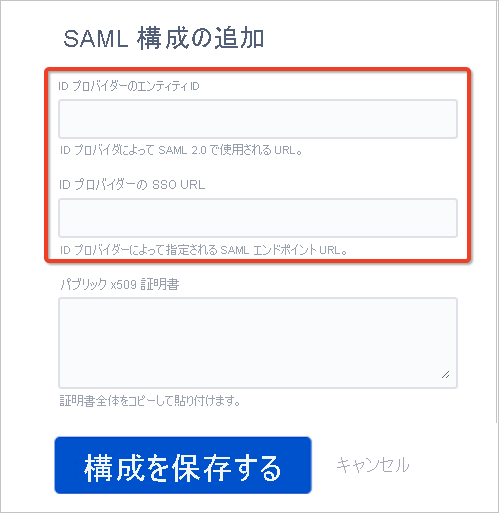 SAML 構成の追加
ID プロバイダーのエンティティ ID
ID プロバイダによって SAML 2.0 で使用される URL。
ID プロバイダーの SSO URL
ID プロバイダーによって指定される SAML エンドポイント URL。
パブリック x509 証明書
証明書全体をコピーして貼り付けます。
構成を保存する
キャンセル